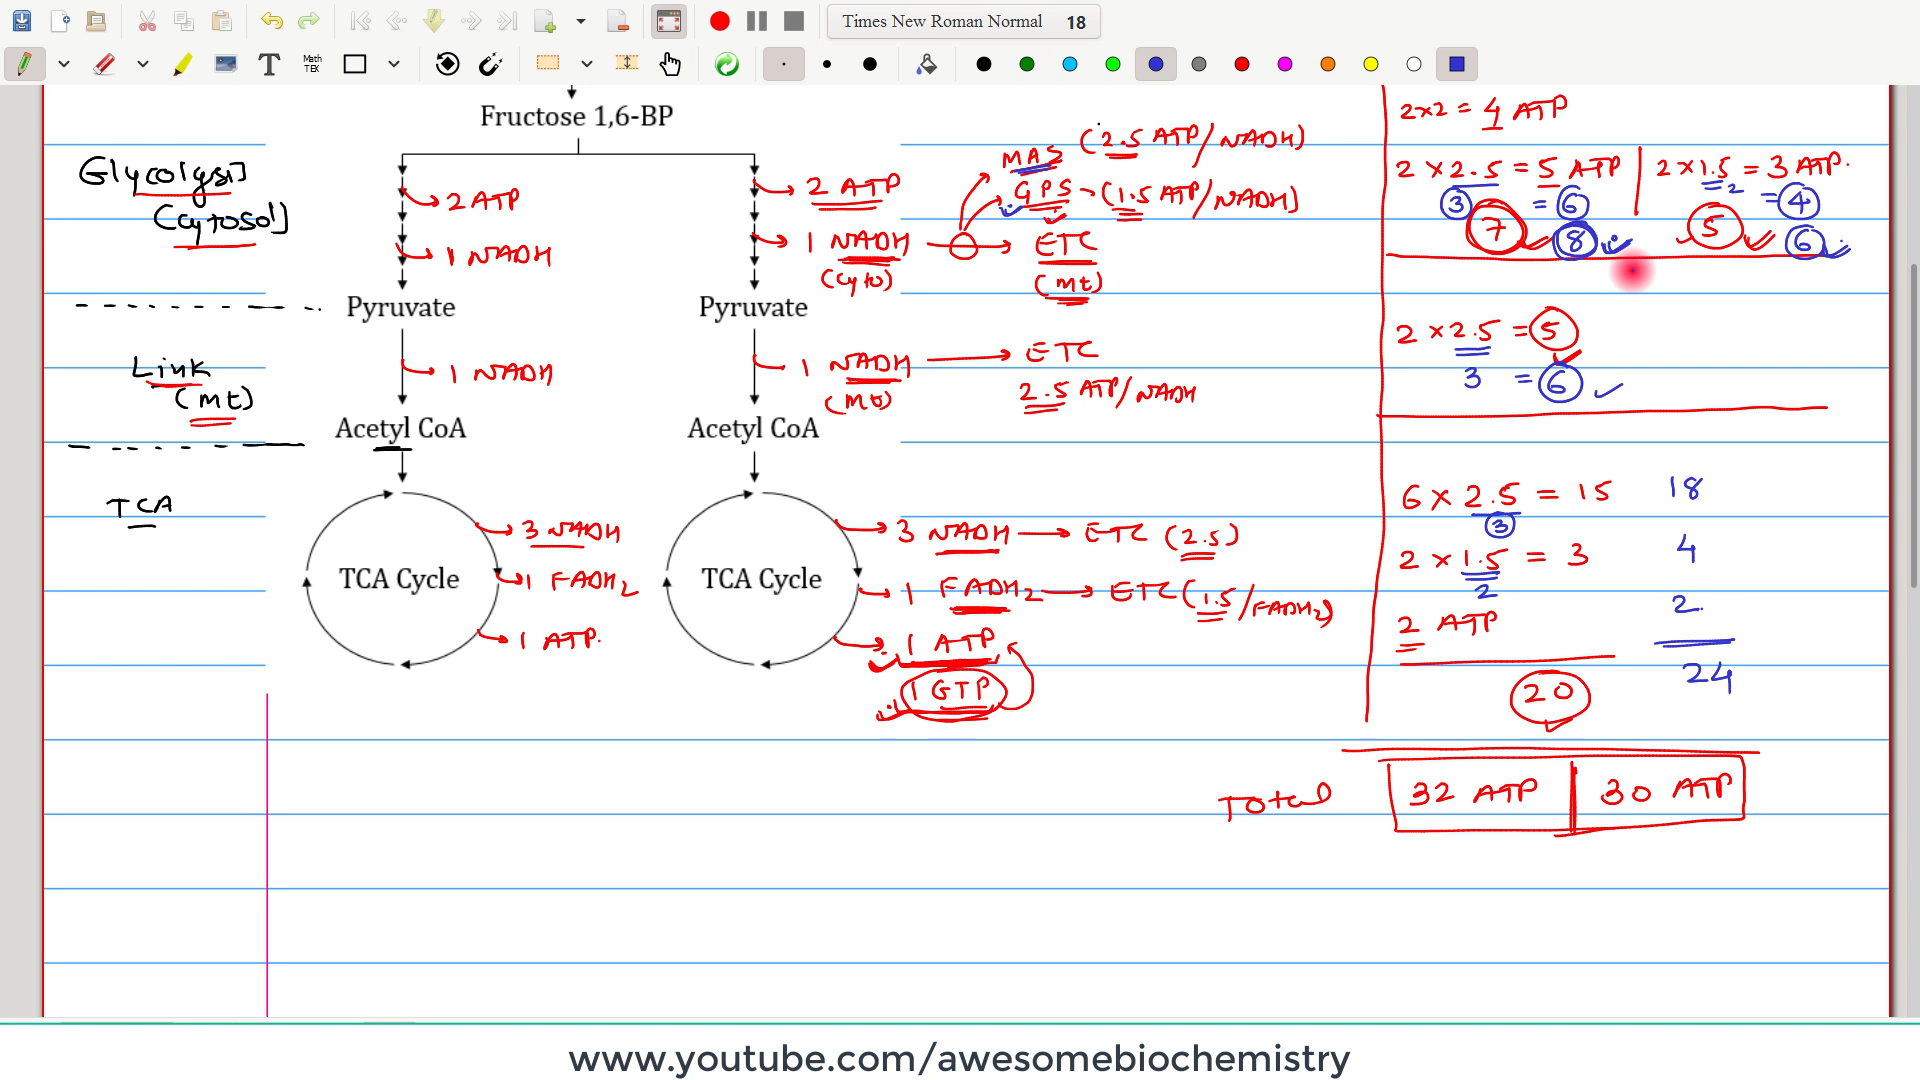 Times New Roman Normal 18
Math TEX
Fructose 1,6-BP
Glycolysis
(cytosol)
2 ATP
1 NADH
2 ATP
1 NADH
(cyto)
MAS (2.5 ATP/NADH)
GPS - (1.5 ATP/NADH)
ETC
(mt)
Pyruvate
Pyruvate
Link
(mt)
1 NADH
1 NADH
(mt)
ETC
2.5 ATP/NADH
Acetyl CoA
Acetyl CoA
TCA
TCA Cycle
3 NADH
1 FADH2
1 ATP.
TCA Cycle
3 NADH
ETC (2.5)
1 FADH2
ETC (1.5/FADH2)
1 ATP
1 GTP
2×2 = 4 ATP
2 × 2.5 = 5 ATP
3 = 6
7 8
2 × 1.5 = 3 ATP.
2 = 4
5 6
2 × 2.5 = 5
3 = 6
6 × 2.5 = 15 18
3
2 × 1.5 = 3 4
2
2 ATP 2.
20 24
Total 32 ATP 30 ATP
www.youtube.com/awesomebiochemistry